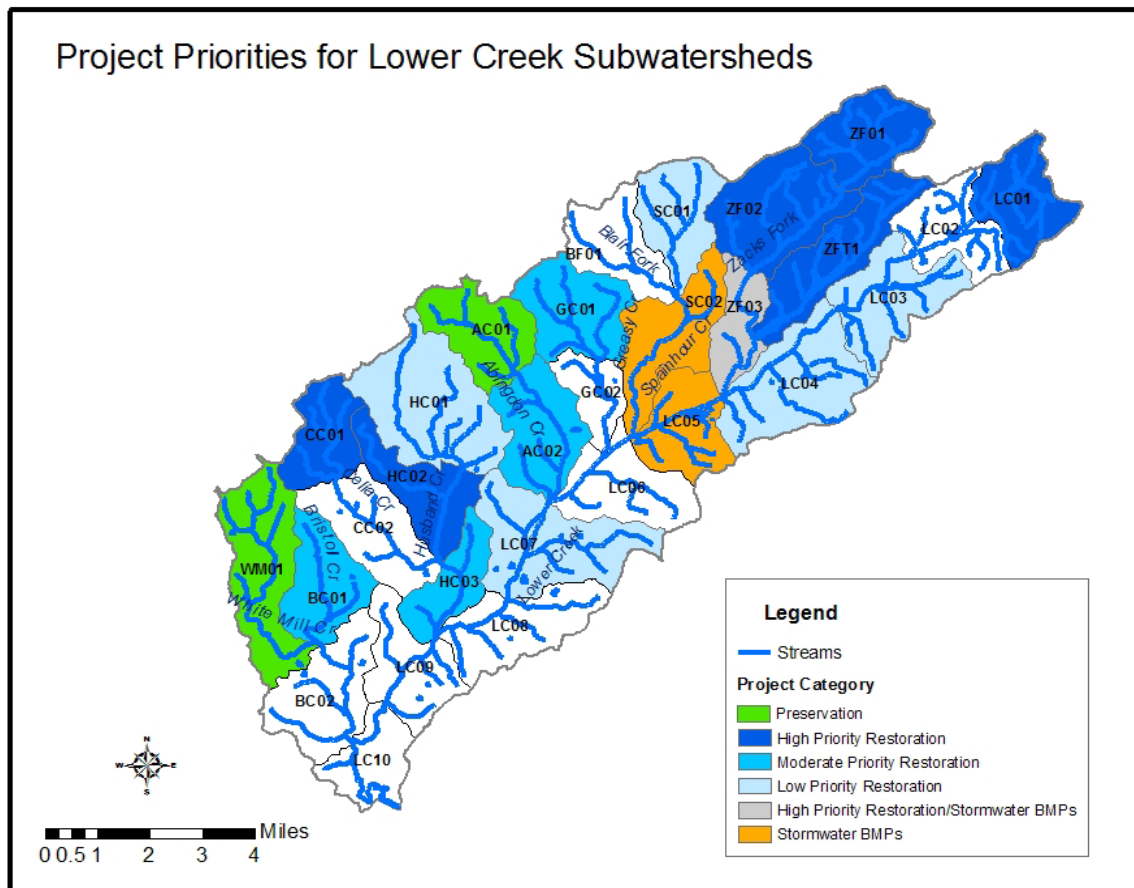 Project Priorities for Lower Creek Subwatersheds
ZF01
LC01
SC01
ZF02
Zacks Fork
LC02
Blair Fork
BF01
ZFT1
LC03
SC02
ZF03
GC01
Greasy Cr
Spainhour Cr
AC01
Abingdon Cr
LC04
GC02
HC01
LC05
CC01
AC02
HC02
Husband Cr
LC06
Celia Cr
CC02
Bristol Cr
LC07
Lower Creek
WM01
White Mill Cr
BC01
HC03
LC08
LC09
BC02
LC10
N
W E
S
Miles
0 0.5 1 2 3 4
Legend
Streams
Project Category
Preservation
High Priority Restoration
Moderate Priority Restoration
Low Priority Restoration
High Priority Restoration/Stormwater BMPs
Stormwater BMPs